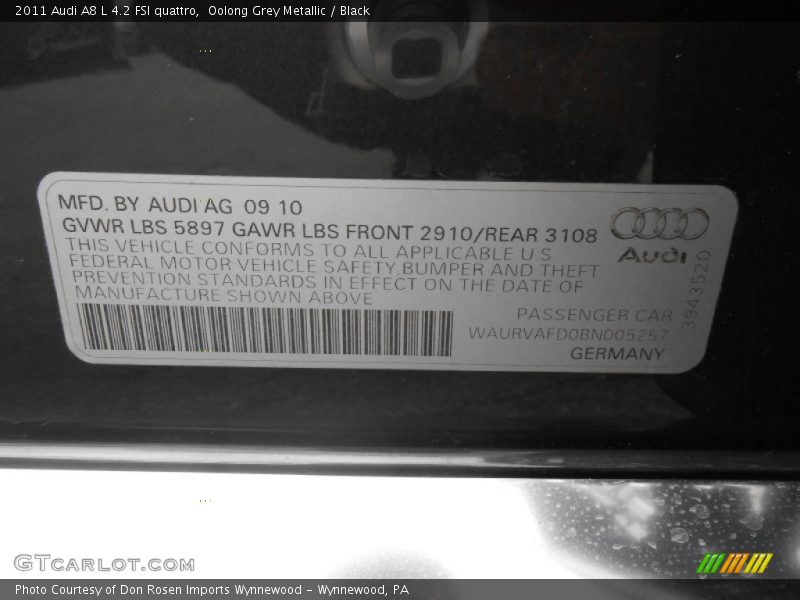 2011 Audi A8 L 4.2 FSI quattro,  Oolong Grey Metallic / Black
MFD. BY AUDI AG 09 10
GVWR LBS 5897 GAWR LBS FRONT 2910/REAR 3108
THIS VEHICLE CONFORMS TO ALL APPLICABLE U S
FEDERAL MOTOR VEHICLE SAFETY,BUMPER AND THEFT
PREVENTION STANDARDS IN EFFECT ON THE DATE OF
MANUFACTURE SHOWN ABOVE
Audi
3943520
PASSENGER CAR
WAURVAFD0BN005257
GERMANY
GTCARLOT.COM
Photo Courtesy of Don Rosen Imports Wynnewood - Wynnewood, PA